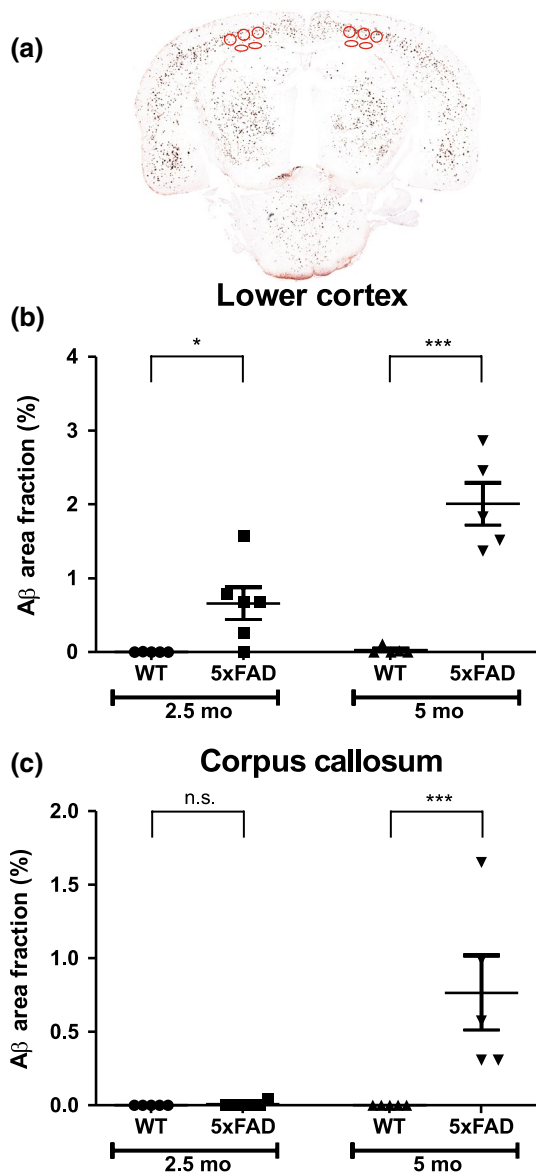 (a)
Lower cortex
(b)
* ***
Aβ area fraction (%)
4
3
2
1
0
WT 5xFAD WT 5xFAD
2.5 mo 5 mo
(c) Corpus callosum
n.s. ***
Aβ area fraction (%)
2.0
1.5
1.0
0.5
0.0
WT 5xFAD WT 5xFAD
2.5 mo 5 mo